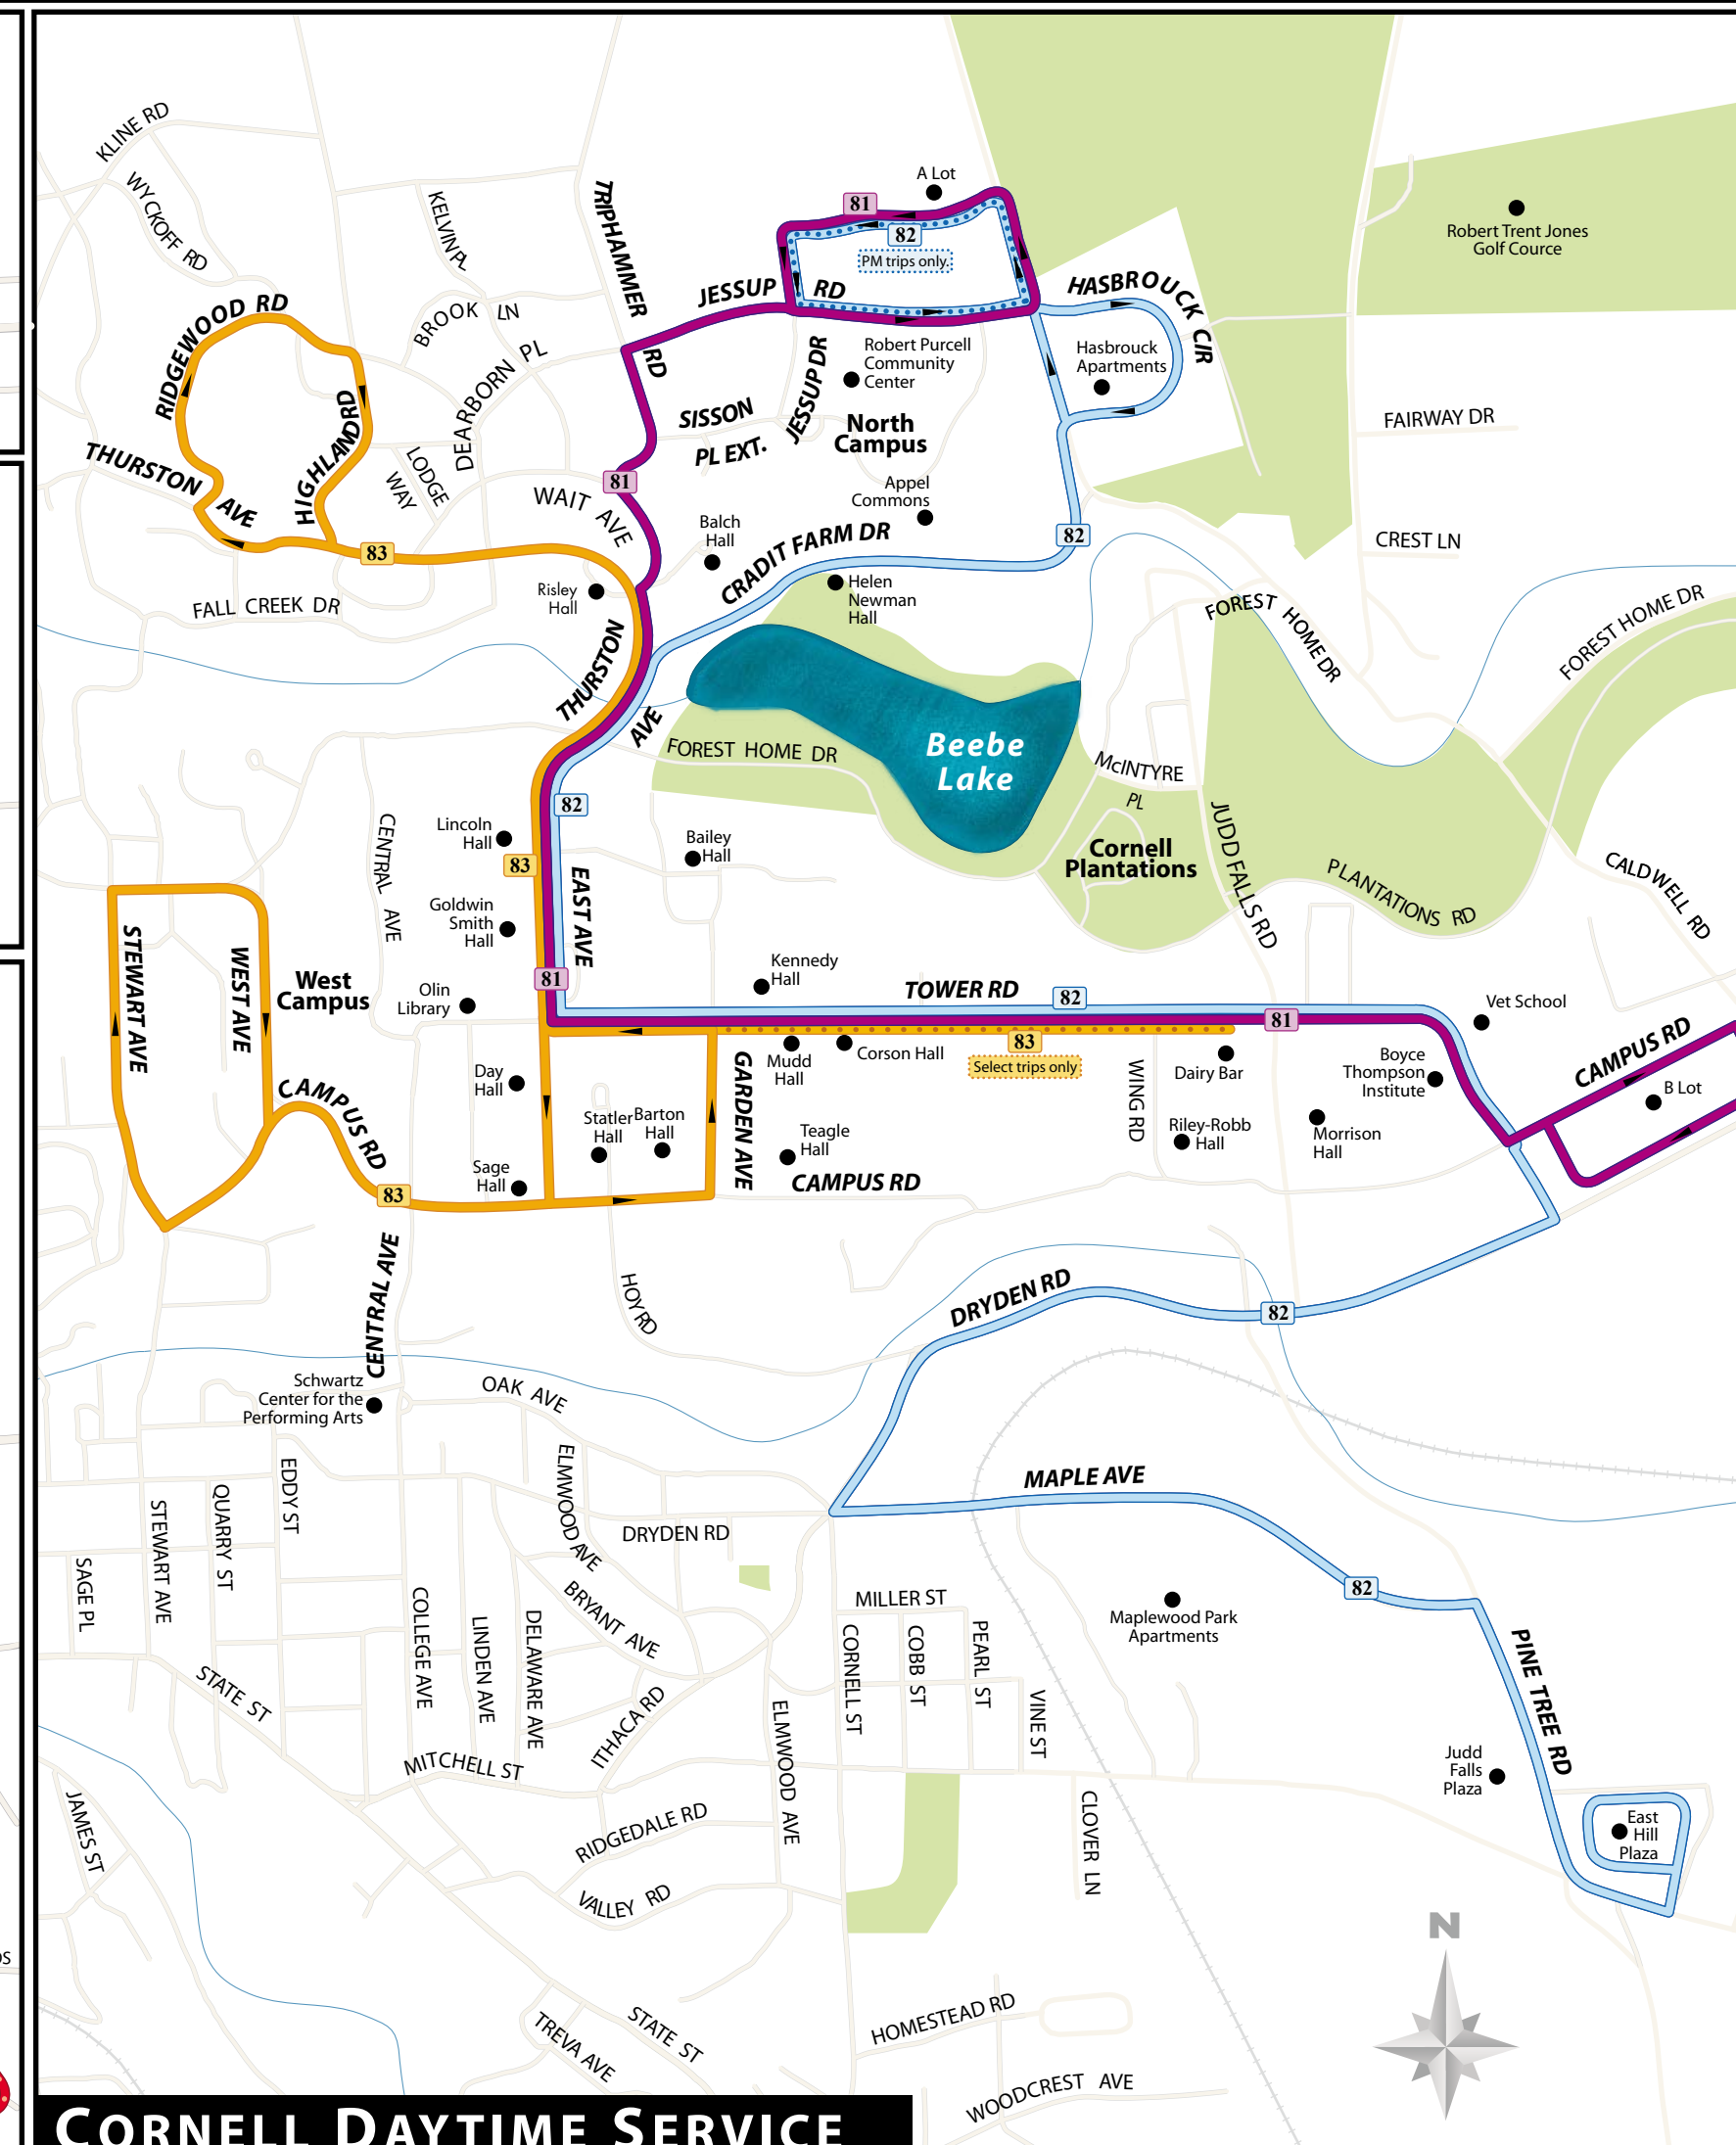 KLINE RD
WYCKOFF RD
KELVIN PL
TRIPHAMMER
RD
A Lot
81
82
PM trips only.
Robert Trent Jones
Golf Cource
JESSUP RD
HASBROUCK CIR
RIDGEWOOD RD
BROOK LN
DEARBORN PL
Robert Purcell
Community
Center
JESSUP DR
Hasbrouck
Apartments
SISSON
PL EXT.
North
Campus
FAIRWAY DR
HIGHLAND RD
THURSTON
AVE
LODGE
WAY
81
WAIT AVE
Appel
Commons
Balch
Hall
CRADIT FARM DR
82
CREST LN
83
Risley
Hall
Helen
Newman
Hall
FALL CREEK DR
FOREST HOME DR
FOREST HOME DR
THURSTON
AVE
FOREST HOME DR
Beebe
Lake
McINTYRE
PL
82
Lincoln
Hall
83
Bailey
Hall
CENTRAL AVE
EAST AVE
Cornell
Plantations
JUDD FALLS RD
PLANTATIONS RD
CALDWELL RD
Goldwin
Smith
Hall
STEWART AVE
WEST AVE
West
Campus
Olin
Library
81
Kennedy
Hall
TOWER RD
82
81
Vet School
83
Select trips only
Mudd
Hall
Corson Hall
Dairy Bar
WING RD
Boyce
Thompson
Institute
CAMPUS RD
B Lot
Day
Hall
GARDEN AVE
CAMPUS RD
Statler
Hall
Barton
Hall
Teagle
Hall
Riley-Robb
Hall
Morrison
Hall
Sage
Hall
83
CAMPUS RD
CENTRAL AVE
HOY RD
DRYDEN RD
82
Schwartz
Center for the
Performing Arts
OAK AVE
MAPLE AVE
EDDY ST
ELMWOOD AVE
QUARRY ST
STEWART AVE
SAGE PL
DRYDEN RD
82
BRYANT AVE
MILLER ST
Maplewood Park
Apartments
COLLEGE AVE
LINDEN AVE
DELAWARE AVE
CORNELL ST
COBB ST
PEARL ST
VINE ST
PINE TREE RD
STATE ST
ITHACA RD
ELMWOOD AVE
MITCHELL ST
Judd
Falls
Plaza
JAMES ST
CLOVER LN
East
Hill
Plaza
RIDGEDALE RD
VALLEY RD
N
OS
HOMESTEAD RD
STATE ST
TREVA AVE
WOODCREST AVE
CORNELL DAYTIME SERVICE